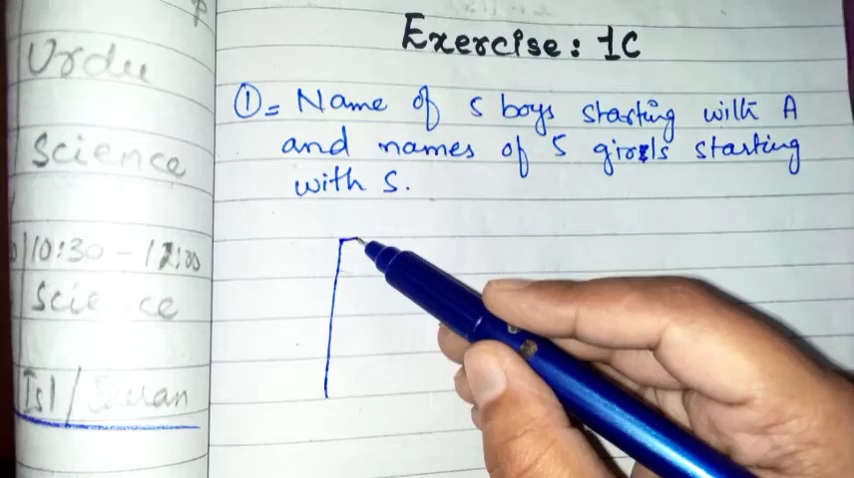 Urdu
Science
10:30 - 12:00
Science
Isl /
Exercise: 1C
①= Name of 5 boys starting with A
and names of 5 girls starting
with S.